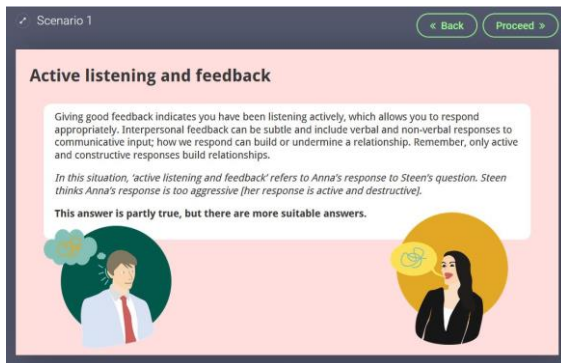 Scenario 1
« Back
Proceed »
Active listening and feedback
Giving good feedback indicates you have been listening actively, which allows you to respond
appropriately. Interpersonal feedback can be subtle and include verbal and non-verbal responses to
communicative input; how we respond can build or undermine a relationship. Remember, only active
and constructive responses build relationships.
In this situation, ‘active listening and feedback’ refers to Anna’s response to Steen’s question. Steen
thinks Anna’s response is too aggressive [her response is active and destructive].
This answer is partly true, but there are more suitable answers.